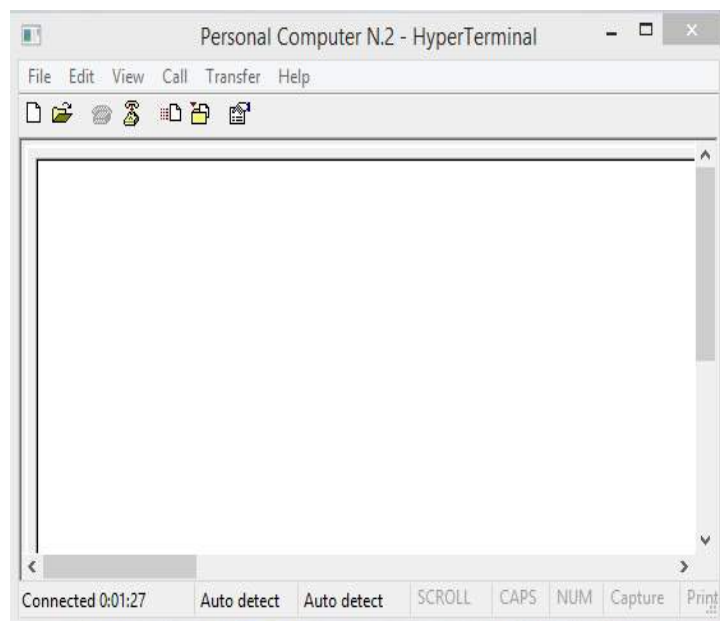 Personal Computer N.2 - HyperTerminal
File Edit View Call Transfer Help
Connected 0:01:27 Auto detect Auto detect SCROLL CAPS NUM Capture Print